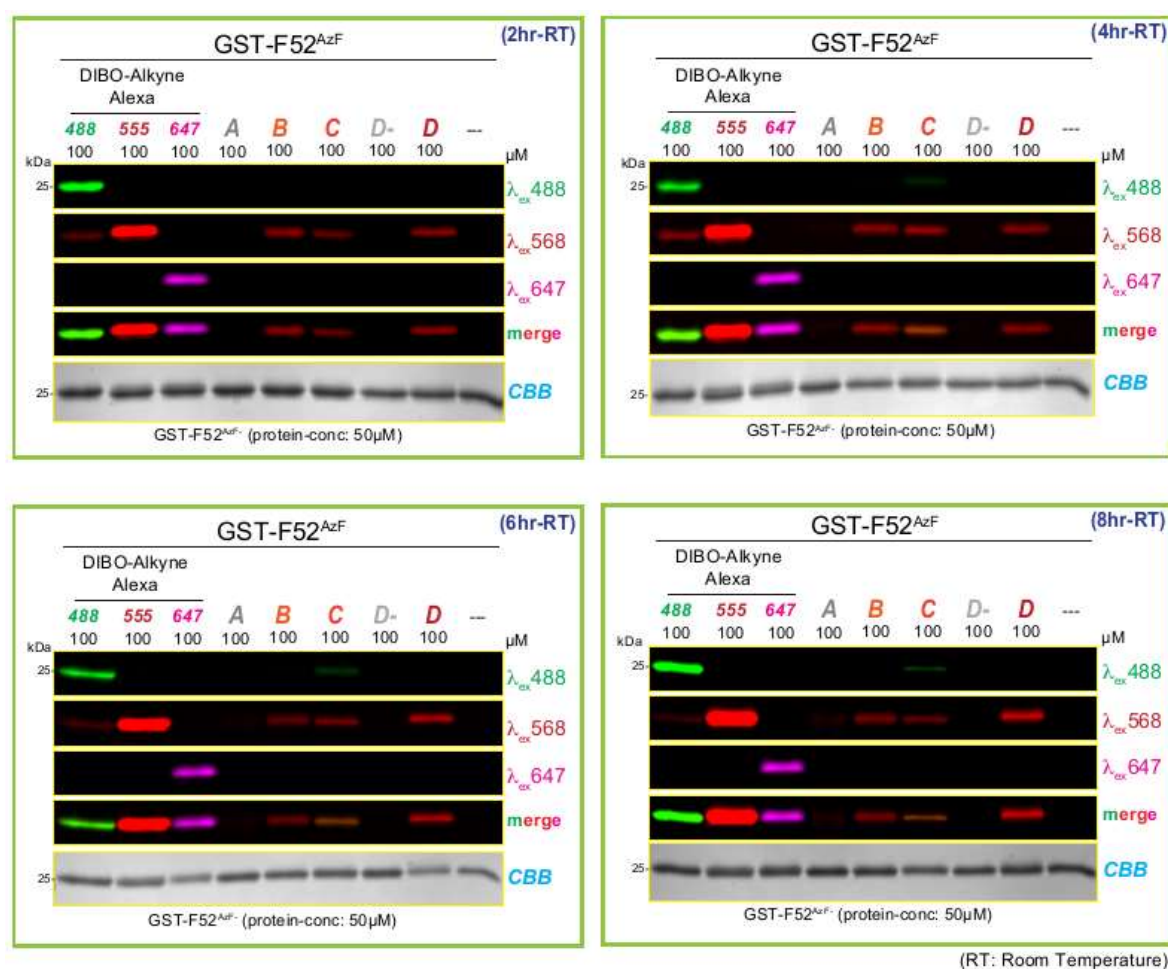 GST-F52AzF (2hr-RT)
DIBO-Alkyne
Alexa
488 555 647 A B C D- D ---
kDa 100 100 100 100 100 100 100 100 µM
25- λex488
λex568
λex647
merge
25- CBB
GST-F52AzF- (protein-conc: 50µM)
GST-F52AzF (4hr-RT)
DIBO-Alkyne
Alexa
488 555 647 A B C D- D ---
100 100 100 100 100 100 100 100 µM
kDa
25- λex488
λex568
λex647
merge
25- CBB
GST-F52AzF- (protein-conc: 50µM)
GST-F52AzF (6hr-RT)
DIBO-Alkyne
Alexa
488 555 647 A B C D- D ---
100 100 100 100 100 100 100 100 µM
kDa
25- λex488
λex568
λex647
merge
25- CBB
GST-F52AzF- (protein-conc: 50µM)
GST-F52AzF (8hr-RT)
DIBO-Alkyne
Alexa
488 555 647 A B C D- D ---
100 100 100 100 100 100 100 100 µM
kDa
25- λex488
λex568
λex647
merge
25- CBB
GST-F52AzF- (protein-conc: 50µM)
(RT: Room Temperature)